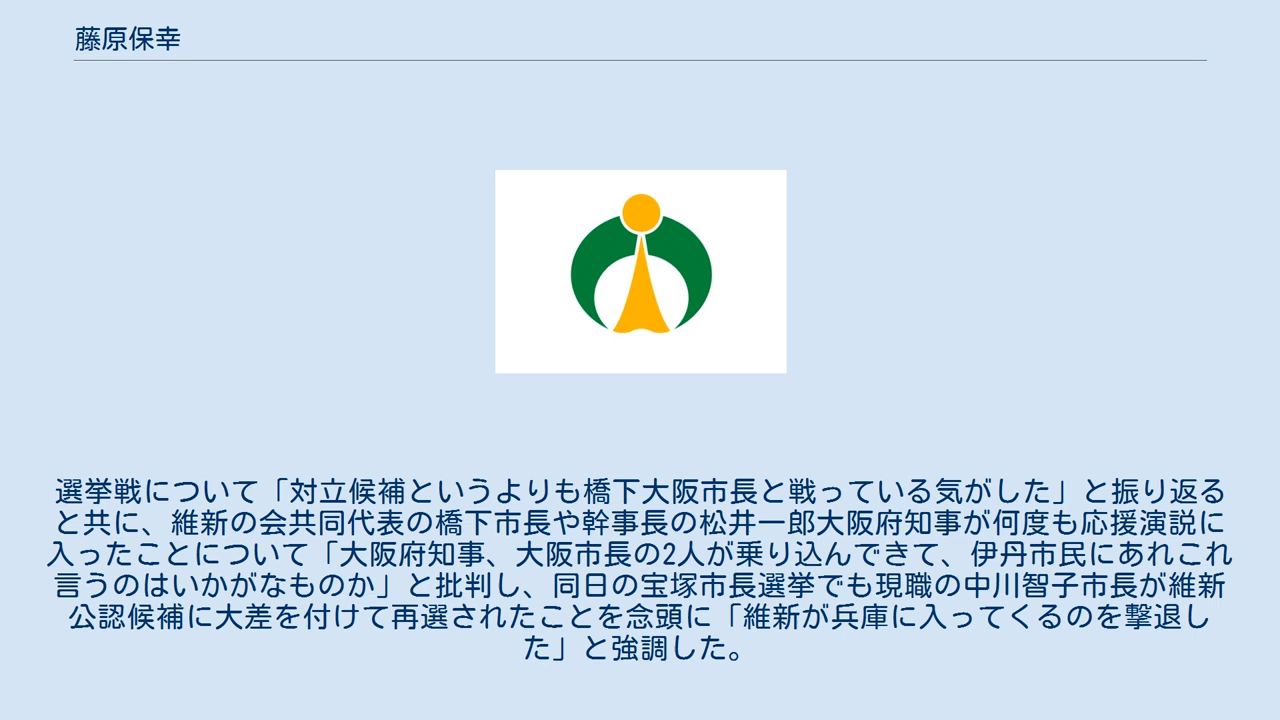 藤原保幸
選挙戦について「対立候補というよりも橋下大阪市長と戦っている気がした」と振り返る
と共に、維新の会共同代表の橋下市長や幹事長の松井一郎大阪府知事が何度も応援演説に
入ったことについて「大阪府知事、大阪市長の2人が乗り込んできて、伊丹市民にあれこれ
言うのはいかがなものか」と批判し、同日の宝塚市長選挙でも現職の中川智子市長が維新
公認候補に大差を付けて再選されたことを念頭に「維新が兵庫に入ってくるのを撃退し
た」と強調した。